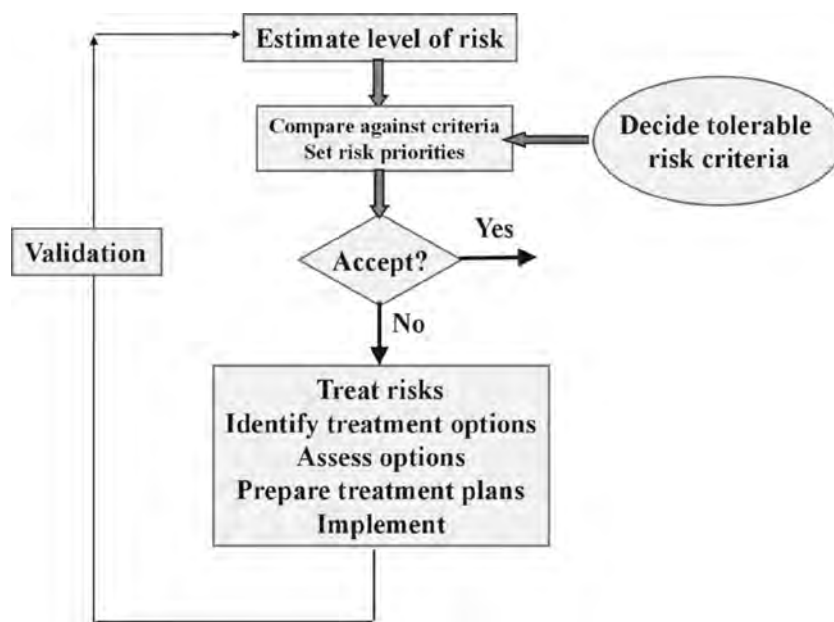 Estimate level of risk
Compare against criteria
Set risk priorities
Decide tolerable
risk criteria
Validation
Accept?
Yes
No
Treat risks
Identify treatment options
Assess options
Prepare treatment plans
Implement